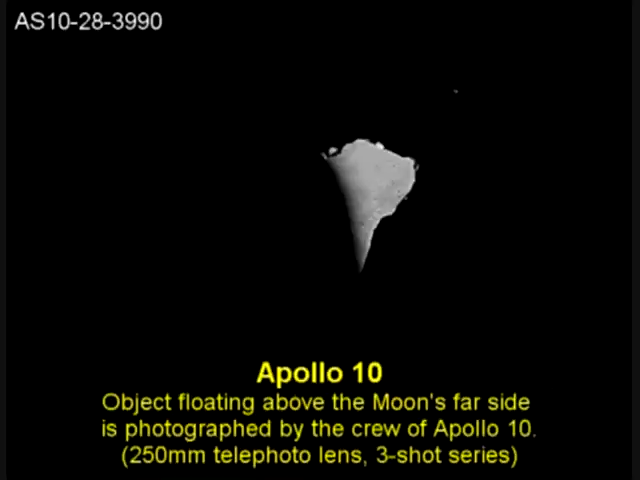 AS10-28-3990
Apollo 10
Object floating above the Moon's far side
is photographed by the crew of Apollo 10.
(250mm telephoto lens, 3-shot series)